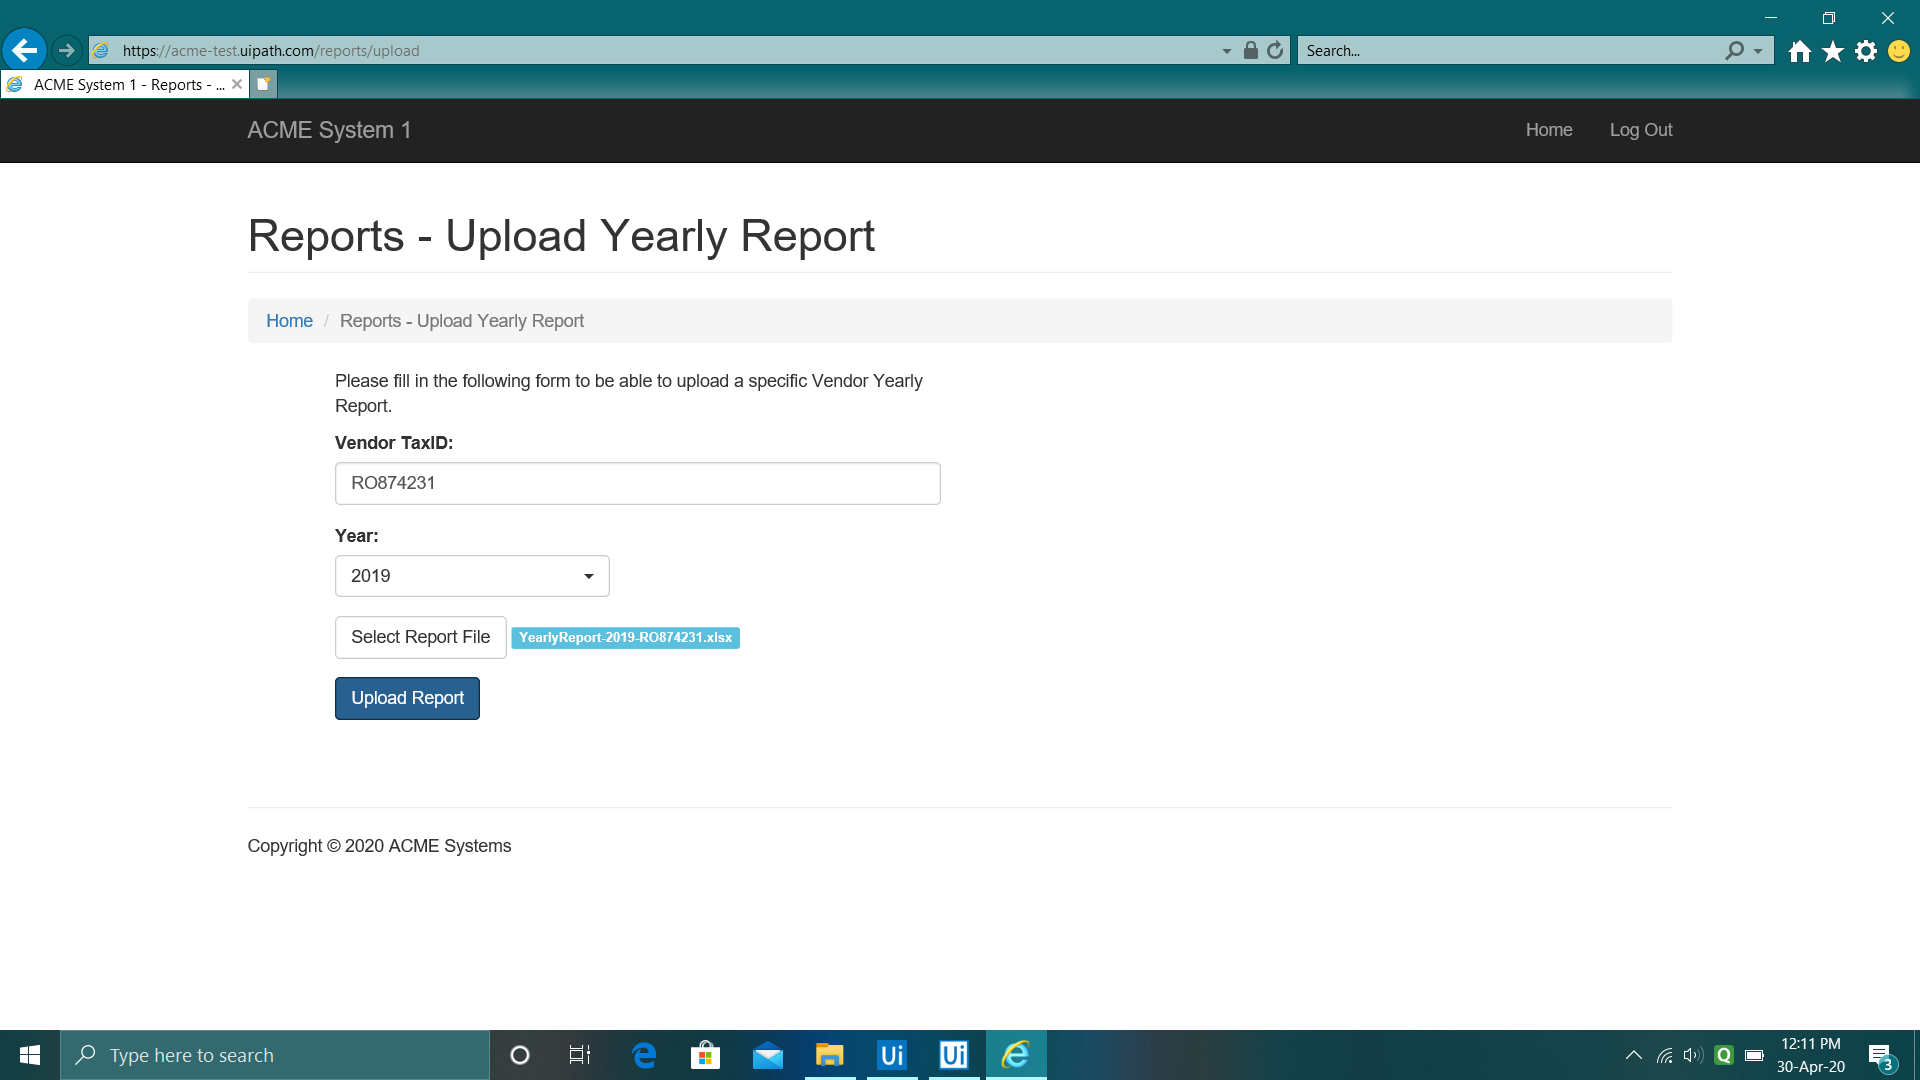 https://acme-test.uipath.com/reports/upload
Search...
ACME System 1 - Reports - ...
ACME System 1
Home
Log Out
Reports - Upload Yearly Report
Home / Reports - Upload Yearly Report
Please fill in the following form to be able to upload a specific Vendor Yearly
Report.
Vendor TaxID:
RO874231
Year:
2019
Select Report File
YearlyReport-2019-RO874231.xlsx
Upload Report
Copyright © 2020 ACME Systems
Type here to search
Ui
Ui
Q
12:11 PM
30-Apr-20
3